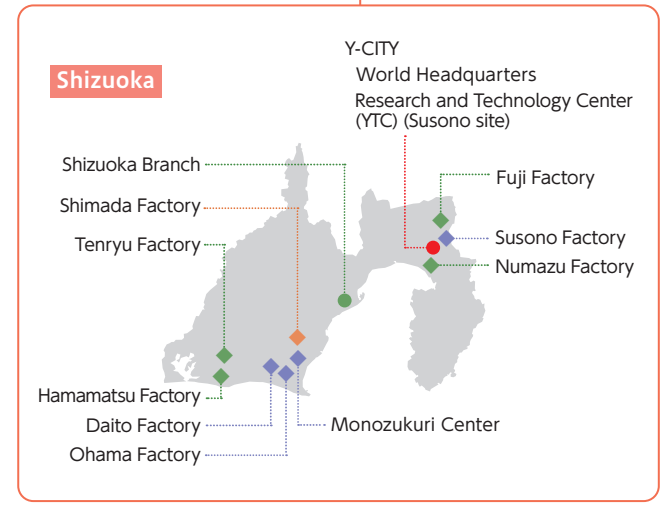 Shizuoka
Y-CITY
World Headquarters
Research and Technology Center
(YTC) (Susono site)
Shizuoka Branch
Shimada Factory
Tenryu Factory
Fuji Factory
Susono Factory
Numazu Factory
Hamamatsu Factory
Daito Factory
Ohama Factory
Monozukuri Center